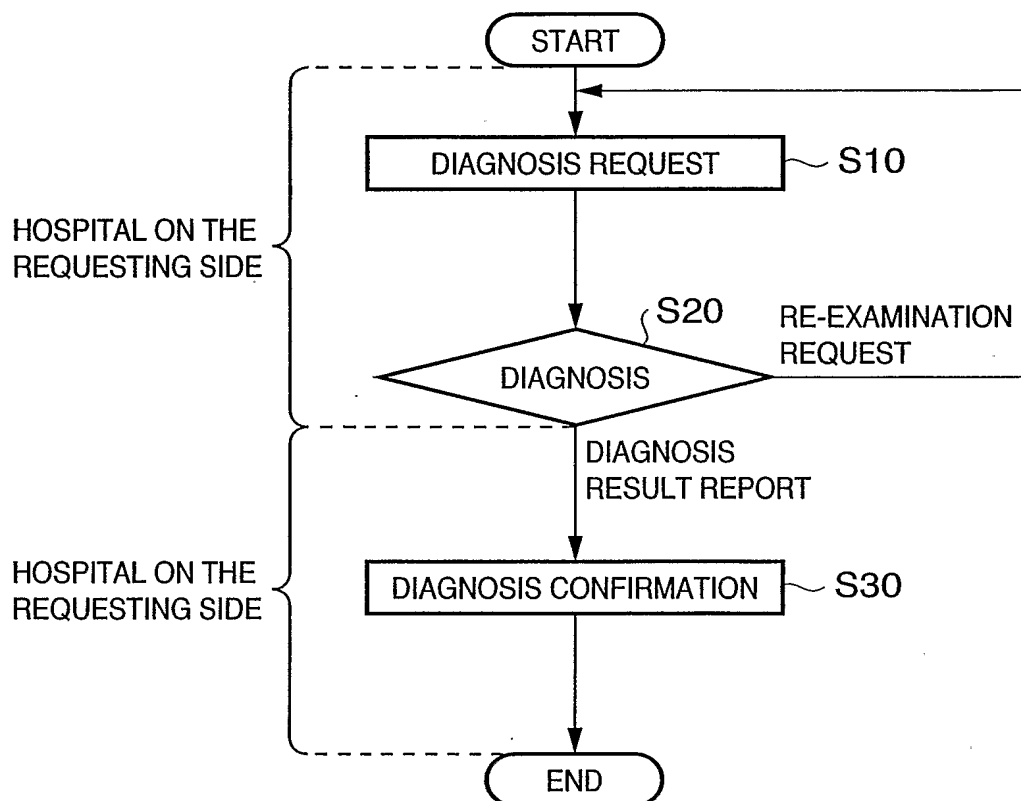 START
DIAGNOSIS REQUEST
S10
HOSPITAL ON THE
REQUESTING SIDE
S20
RE-EXAMINATION
REQUEST
DIAGNOSIS
DIAGNOSIS
RESULT REPORT
HOSPITAL ON THE
REQUESTING SIDE
DIAGNOSIS CONFIRMATION
S30
END